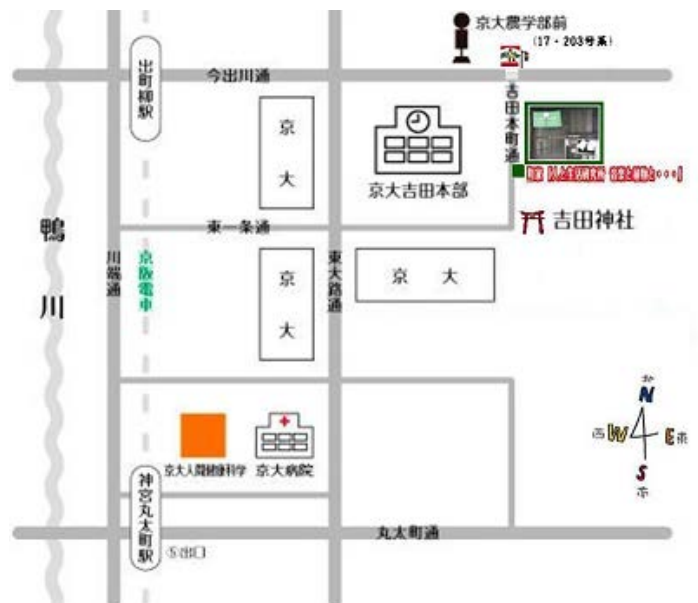 京大農学部前
(17・203号系)
出町柳駅
今出川通
吉田本町通
京大
京大吉田本部
東一条通
吉田神社
鴨川
川端通
京阪電車
京大
東大路通
京 大
北
N
西 W E 東
S
京大人間健康科学
京大病院
神宮丸太町駅
丸太町通
⑤出口